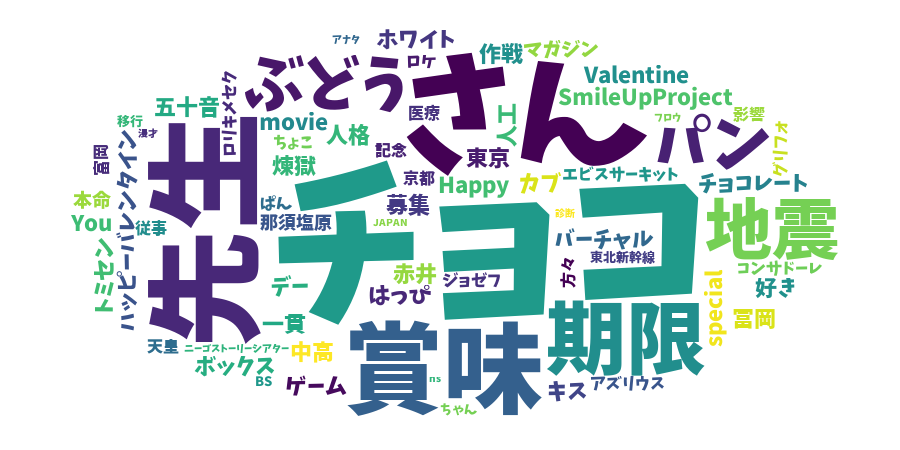 アナタ
ホワイト
ロケ
作戦
マガジン
ぶどう
さん
Valentine
SmileUpProject
五十音
ロリキメセク
医療
エヤ
フロウ
影響
移行
漫才
movie
人格
パン
グリフォ
富岡
ハッピーバレンタイン
先生
ちょこ
記念
東京
煉獄
チョコ
京都
Happy
カブ
エビスサーキット
チョコレート
本命
ぱん
募集
地震
You
従事
那須塩原
JAPAN
診断
バーチャル
東北新幹線
トミセン
赤井
ジョゼフ
方々
コンサドーレ
デー
はっぴ
special
好き
一貫
賞味
期限
冨岡
天皇
ニーゴストーリーシアター
中高
ボックス
BS
ゲーム
ns
キス
アズリウス
ちゃん